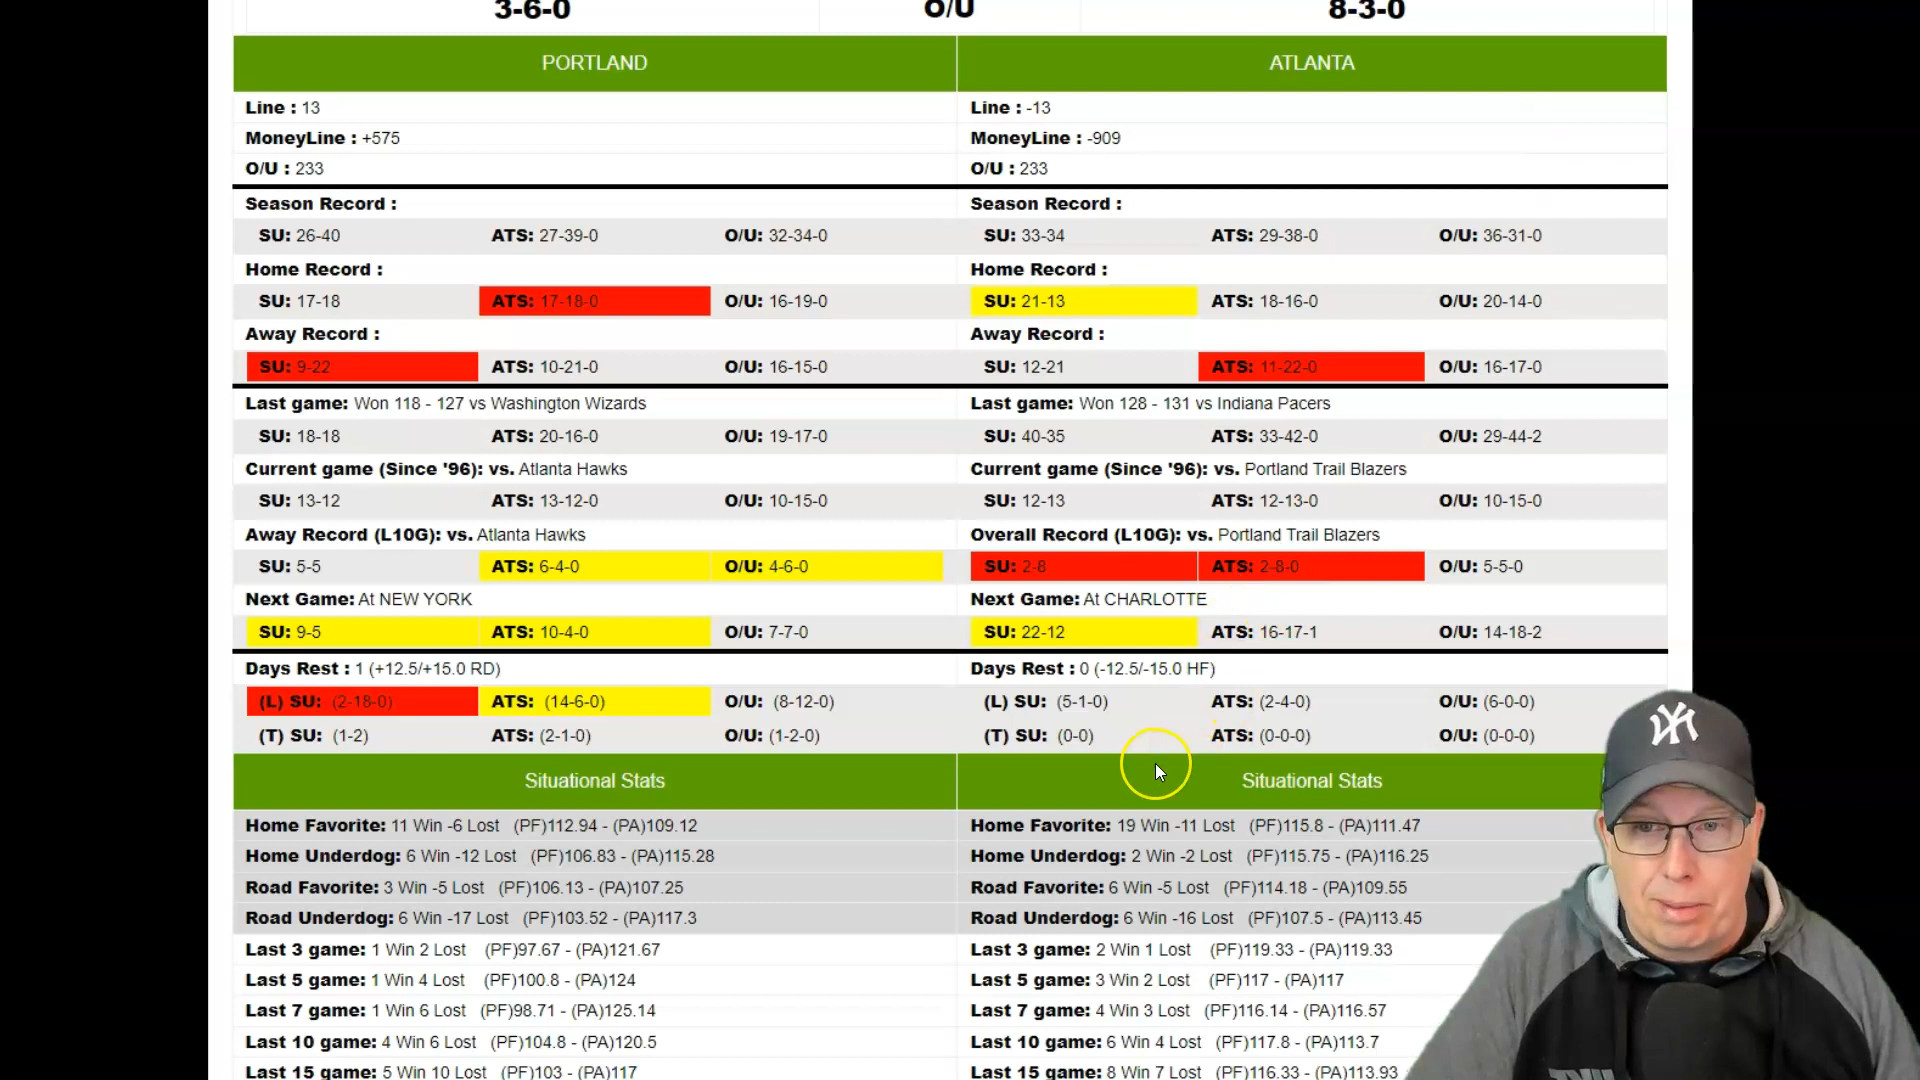 3-6-0 O/U 8-3-0
PORTLAND ATLANTA
Line : 13 Line : -13
MoneyLine : +575 MoneyLine : -909
O/U : 233 O/U : 233
Season Record : Season Record :
SU: 26-40 ATS: 27-39-0 O/U: 32-34-0 SU: 33-34 ATS: 29-38-0 O/U: 36-31-0
Home Record : Home Record :
SU: 17-18 ATS: 17-18-0 O/U: 16-19-0 SU: 21-13 ATS: 18-16-0 O/U: 20-14-0
Away Record : Away Record :
SU: 9-22 ATS: 10-21-0 O/U: 16-15-0 SU: 12-21 ATS: 11-22-0 O/U: 16-17-0
Last game: Won 118 - 127 vs Washington Wizards Last game: Won 128 - 131 vs Indiana Pacers
SU: 18-18 ATS: 20-16-0 O/U: 19-17-0 SU: 40-35 ATS: 33-42-0 O/U: 29-44-2
Current game (Since '96): vs. Atlanta Hawks Current game (Since '96): vs. Portland Trail Blazers
SU: 13-12 ATS: 13-12-0 O/U: 10-15-0 SU: 12-13 ATS: 12-13-0 O/U: 10-15-0
Away Record (L10G): vs. Atlanta Hawks Overall Record (L10G): vs. Portland Trail Blazers
SU: 5-5 ATS: 6-4-0 O/U: 4-6-0 SU: 2-8 ATS: 2-8-0 O/U: 5-5-0
Next Game: At NEW YORK Next Game: At CHARLOTTE
SU: 9-5 ATS: 10-4-0 O/U: 7-7-0 SU: 22-12 ATS: 16-17-1 O/U: 14-18-2
Days Rest : 1 (+12.5/+15.0 RD) Days Rest : 0 (-12.5/-15.0 HF)
(L) SU: (2-18-0) ATS: (14-6-0) O/U: (8-12-0) (L) SU: (5-1-0) ATS: (2-4-0) O/U: (6-0-0)
(T) SU: (1-2) ATS: (2-1-0) O/U: (1-2-0) (T) SU: (0-0) ATS: (0-0-0) O/U: (0-0-0)
Situational Stats Situational Stats
Home Favorite: 11 Win -6 Lost (PF)112.94 - (PA)109.12 Home Favorite: 19 Win -11 Lost (PF)115.8 - (PA)111.47
Home Underdog: 6 Win -12 Lost (PF)106.83 - (PA)115.28 Home Underdog: 2 Win -2 Lost (PF)115.75 - (PA)116.25
Road Favorite: 3 Win -5 Lost (PF)106.13 - (PA)107.25 Road Favorite: 6 Win -5 Lost (PF)114.18 - (PA)109.55
Road Underdog: 6 Win -17 Lost (PF)103.52 - (PA)117.3 Road Underdog: 6 Win -16 Lost (PF)107.5 - (PA)113.45
Last 3 game: 1 Win 2 Lost (PF)97.67 - (PA)121.67 Last 3 game: 2 Win 1 Lost (PF)119.33 - (PA)119.33
Last 5 game: 1 Win 4 Lost (PF)100.8 - (PA)124 Last 5 game: 3 Win 2 Lost (PF)117 - (PA)117
Last 7 game: 1 Win 6 Lost (PF)98.71 - (PA)125.14 Last 7 game: 4 Win 3 Lost (PF)116.14 - (PA)116.57
Last 10 game: 4 Win 6 Lost (PF)104.8 - (PA)120.5 Last 10 game: 6 Win 4 Lost (PF)117.8 - (PA)113.7
Last 15 game: 5 Win 10 Lost (PF)103 - (PA)117 Last 15 game: 8 Win 7 Lost (PF)116.33 - (PA)113.93
NY